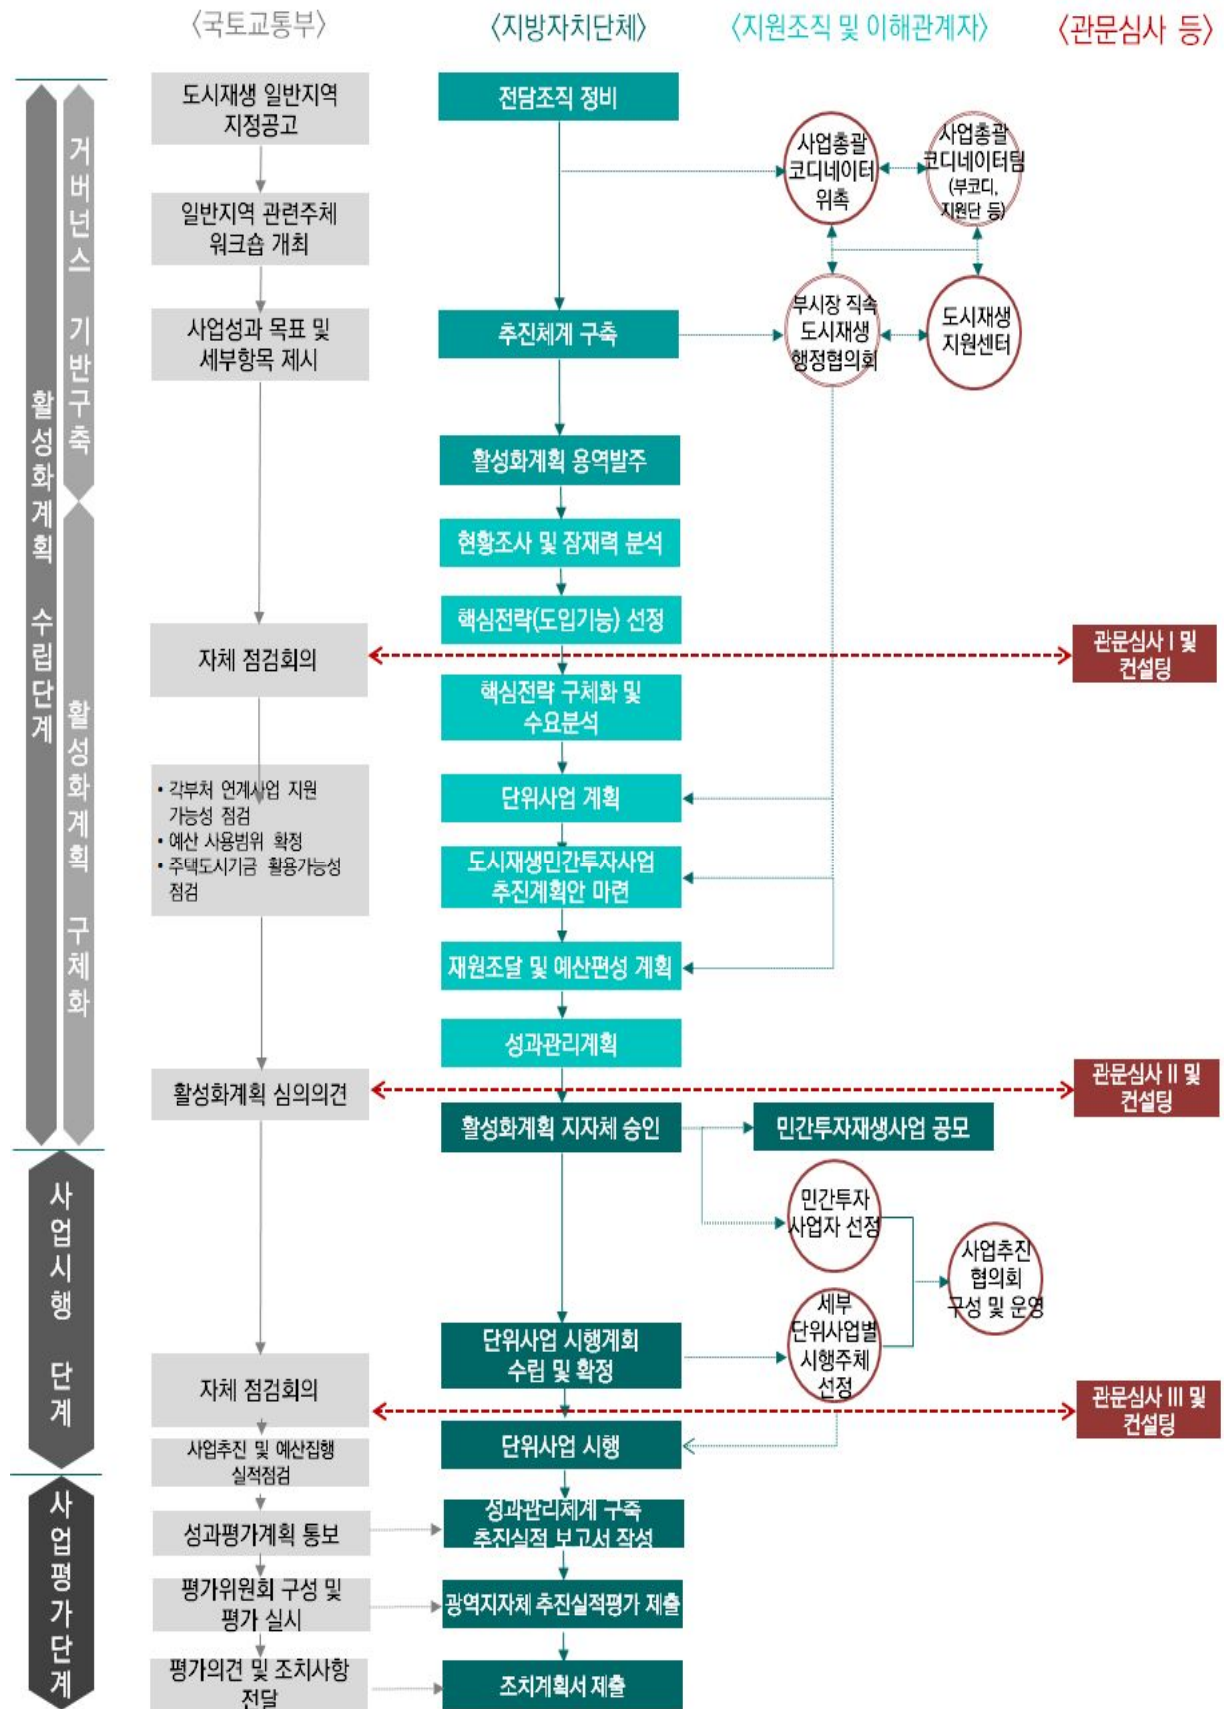 〈국토교통부〉
〈지방자치단체〉
〈지원조직 및 이해관계자〉
〈관문심사 등〉
활성화계획 수립단계
거버넌스 기반구축
활성화계획 구체화
사업시행 단계
사업평가단계
도시재생 일반지역
지정공고
전담조직 정비
사업총괄
코디네이터
위촉
사업총괄
코디네이터팀
(부코디,
지원단 등)
일반지역 관련주체
워크숍 개최
사업성과 목표 및
세부항목 제시
추진체계 구축
부시장 직속
도시재생
행정협의회
도시재생
지원센터
활성화계획 용역발주
현황조사 및 잠재력 분석
핵심전략(도입기능) 선정
자체 점검회의
관문심사 I 및
컨설팅
핵심전략 구체화 및
수요분석
• 각부처 연계사업 지원
가능성 점검
• 예산 사용범위 확정
• 주택도시기금 활용가능성
점검
단위사업 계획
도시재생민간투자사업
추진계획안 마련
재원조달 및 예산편성 계획
성과관리계획
활성화계획 심의의견
관문심사 II 및
컨설팅
활성화계획 지자체 승인
민간투자재생사업 공모
민간투자
사업자 선정
사업추진
협의회
구성 및 운영
단위사업 시행계회
수립 및 확정
세부
단위사업별
시행주체
선정
자체 점검회의
관문심사 III 및
컨설팅
사업추진 및 예산집행
실적점검
단위사업 시행
성과평가계획 통보
성과관리체계 구축
추진실적 보고서 작성
평가위원회 구성 및
평가 실시
광역지자체 추진실적평가 제출
평가의견 및 조치사항
전달
조치계획서 제출